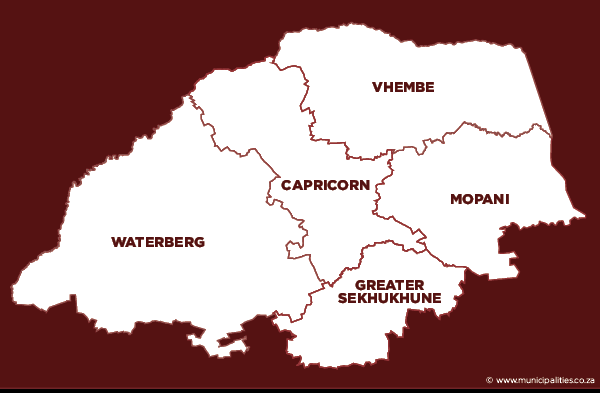 VHEMBE
CAPRICORN
MOPANI
WATERBERG
GREATER
SEKHUKHUNE
© www.municipalities.co.za